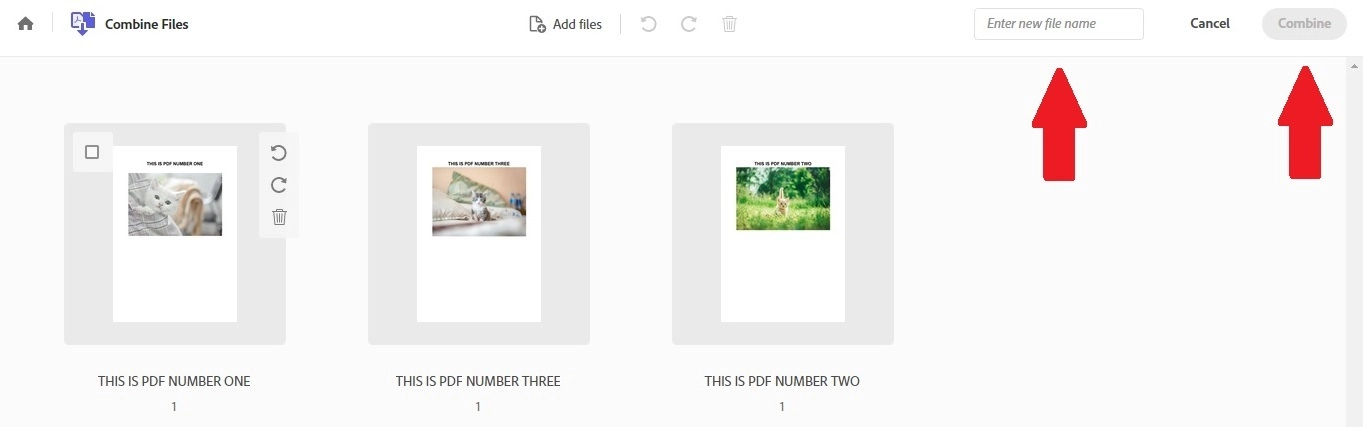 Combine Files
Add files
Enter new file name
Cancel
Combine
THIS IS PDF NUMBER ONE
THIS IS PDF NUMBER THREE
THIS IS PDF NUMBER TWO
THIS IS PDF NUMBER ONE
THIS IS PDF NUMBER THREE
THIS IS PDF NUMBER TWO
1
1
1